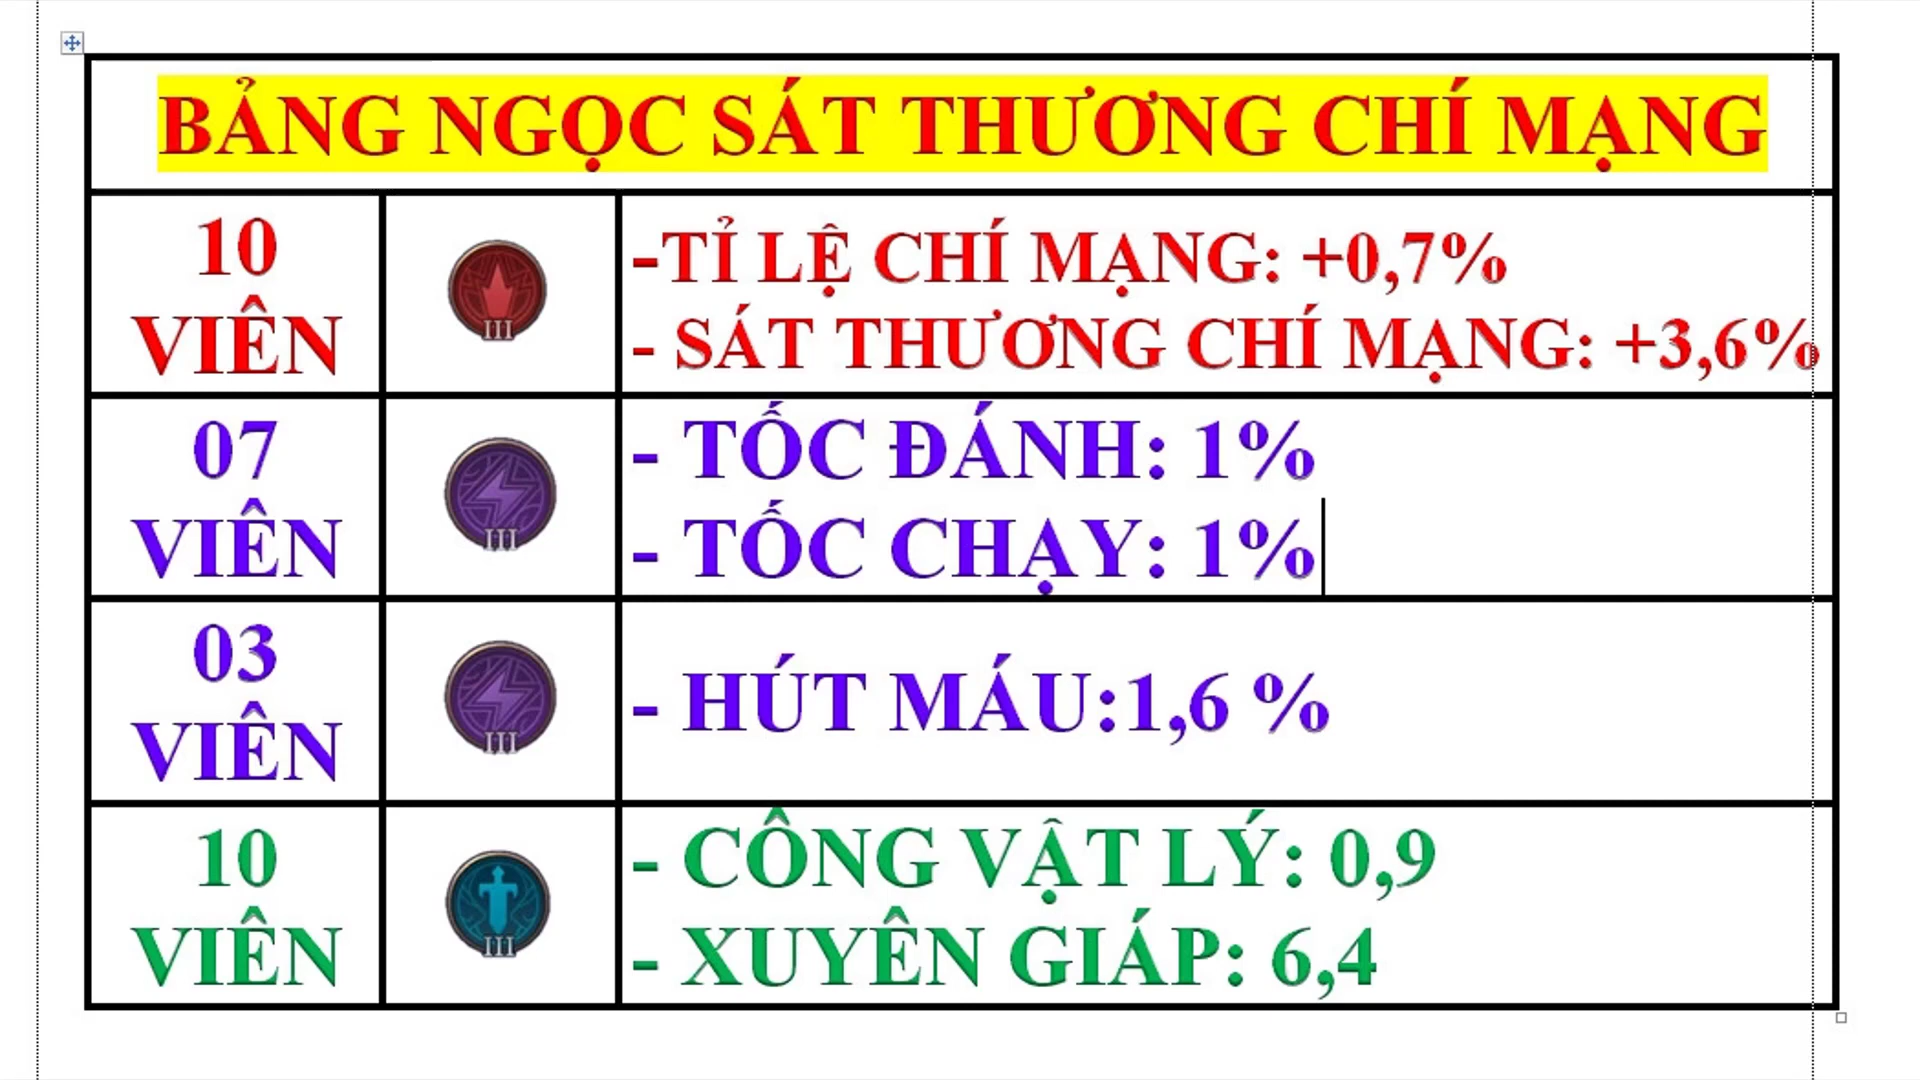 BẢNG NGỌC SÁT THƯƠNG CHÍ MẠNG
10
VIÊN
III
-TỈ LỆ CHÍ MẠNG: +0,7%
- SÁT THƯƠNG CHÍ MẠNG: +3,6%
07
VIÊN
III
- TỐC ĐÁNH: 1%
- TỐC CHẠY: 1%
03
VIÊN
III
- HÚT MÁU:1,6 %
10
VIÊN
III
- CÔNG VẬT LÝ: 0,9
- XUYÊN GIÁP: 6,4